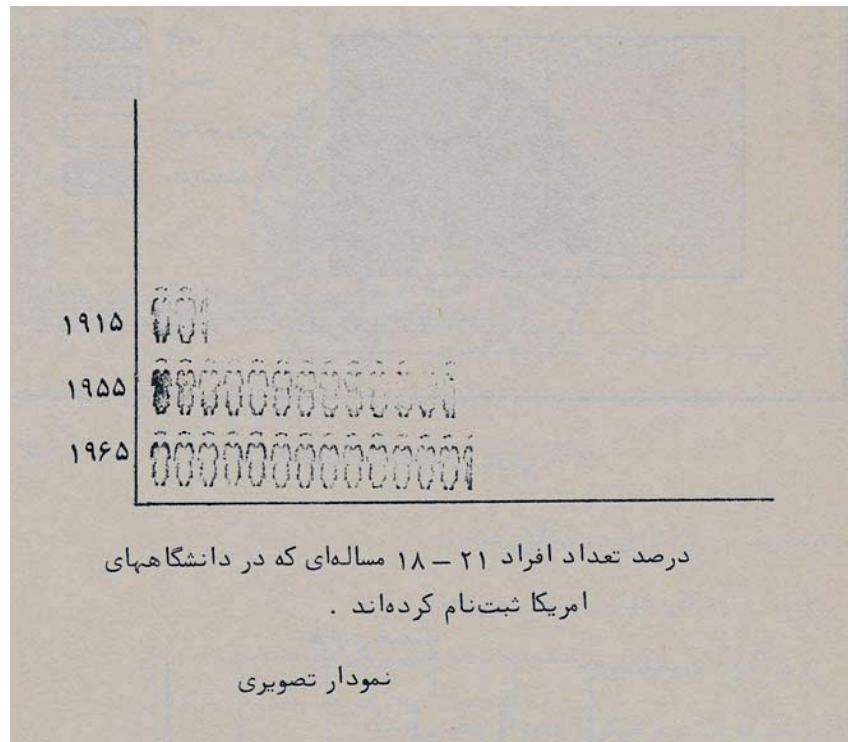 ۱۹۱۵
۱۹۵۵
۱۹۶۵
درصد تعداد افراد ۲۱ – ۱۸ مساله‌ای که در دانشگاههای
امریکا ثبت‌نام کرده‌اند .
نمودار تصویری